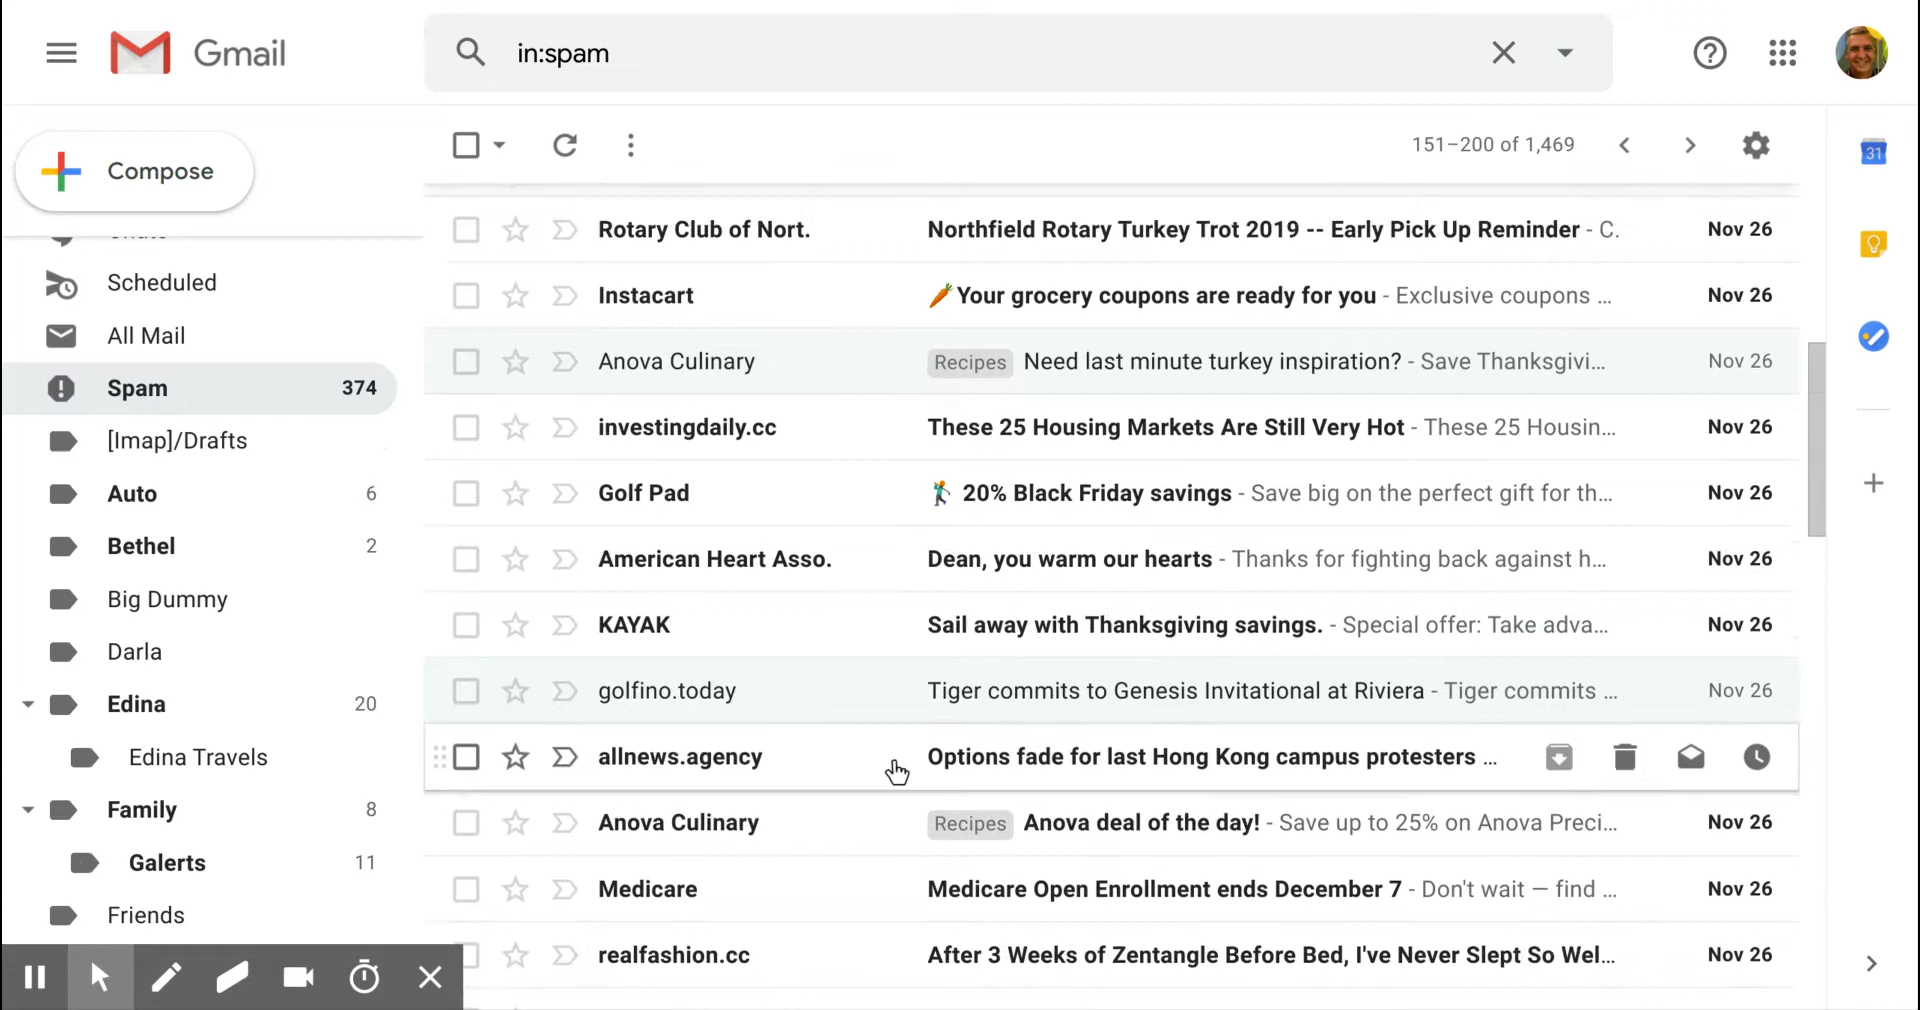 Gmail
in:spam
Compose
151–200 of 1,469
31
Scheduled
All Mail
Spam 374
[Imap]/Drafts
Auto 6
Bethel 2
Big Dummy
Darla
Edina 20
Edina Travels
Family 8
Galerts 11
Friends
Rotary Club of Nort. Northfield Rotary Turkey Trot 2019 -- Early Pick Up Reminder - C. Nov 26
Instacart 🥕Your grocery coupons are ready for you - Exclusive coupons ... Nov 26
Anova Culinary Recipes Need last minute turkey inspiration? - Save Thanksgivi... Nov 26
investingdaily.cc These 25 Housing Markets Are Still Very Hot - These 25 Housin... Nov 26
Golf Pad 🏌 20% Black Friday savings - Save big on the perfect gift for th... Nov 26
American Heart Asso. Dean, you warm our hearts - Thanks for fighting back against h... Nov 26
KAYAK Sail away with Thanksgiving savings. - Special offer: Take adva... Nov 26
golfino.today Tiger commits to Genesis Invitational at Riviera - Tiger commits ... Nov 26
allnews.agency Options fade for last Hong Kong campus protesters ...
Anova Culinary Recipes Anova deal of the day! - Save up to 25% on Anova Preci... Nov 26
Medicare Medicare Open Enrollment ends December 7 - Don't wait — find ... Nov 26
realfashion.cc After 3 Weeks of Zentangle Before Bed, I've Never Slept So Wel... Nov 26